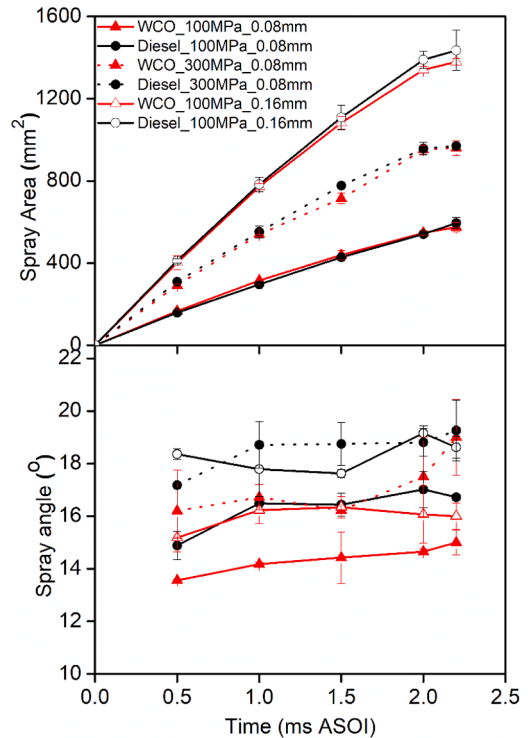 1600
1200
800
400
0
Spray Area (mm²)
WCO_100MPa_0.08mm
Diesel_100MPa_0.08mm
WCO_300MPa_0.08mm
Diesel_300MPa_0.08mm
WCO_100MPa_0.16mm
Diesel_100MPa_0.16mm
22
20
18
16
14
12
10
Spray angle (°)
0.0 0.5 1.0 1.5 2.0 2.5
Time (ms ASOI)